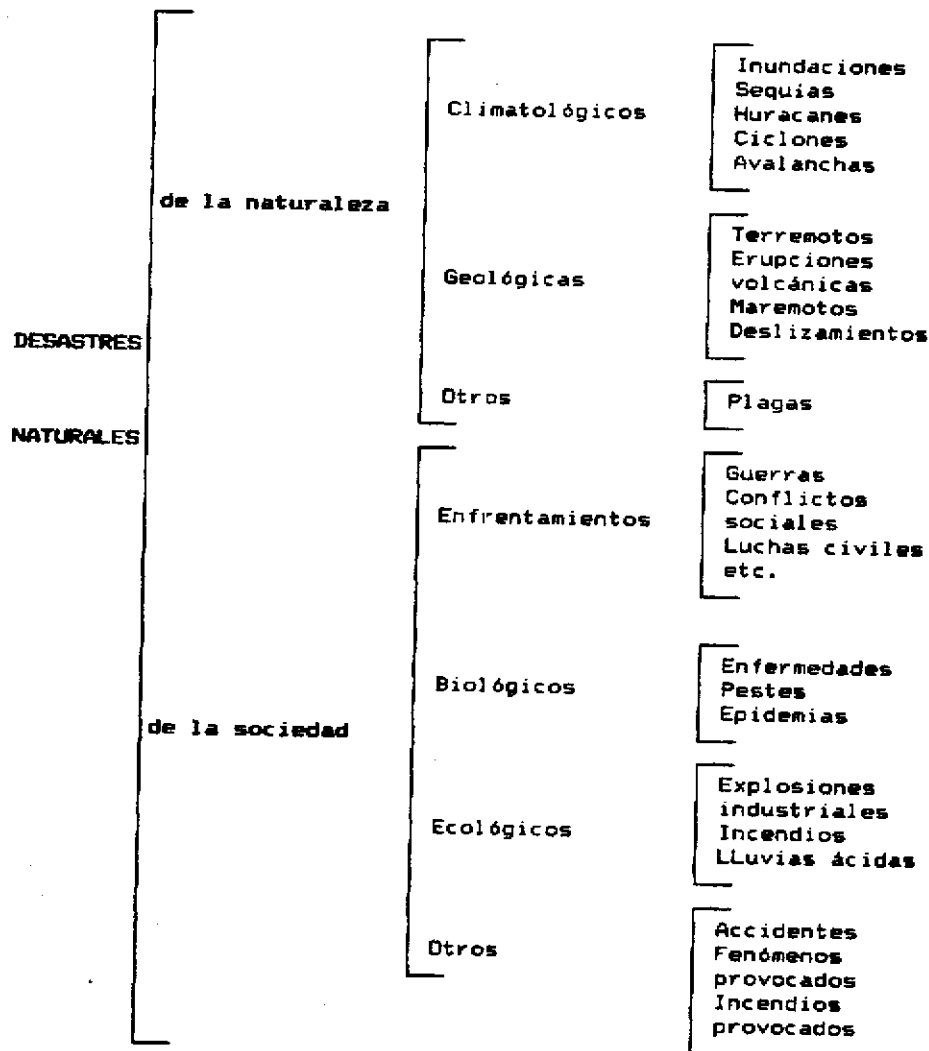 DESASTRES
NATURALES
de la naturaleza
Climatológicos
Inundaciones
Sequias
Huracanes
Ciclones
Avalanchas
Geológicas
Terremotos
Erupciones
volcánicas
Maremotos
Deslizamientos
Otros
Plagas
de la sociedad
Enfrentamientos
Guerras
Conflictos
sociales
Luchas civiles
etc.
Biológicos
Enfermedades
Pestes
Epidemias
Ecológicos
Explosiones
industriales
Incendios
LLuvias ácidas
Otros
Accidentes
Fenómenos
provocados
Incendios
provocados